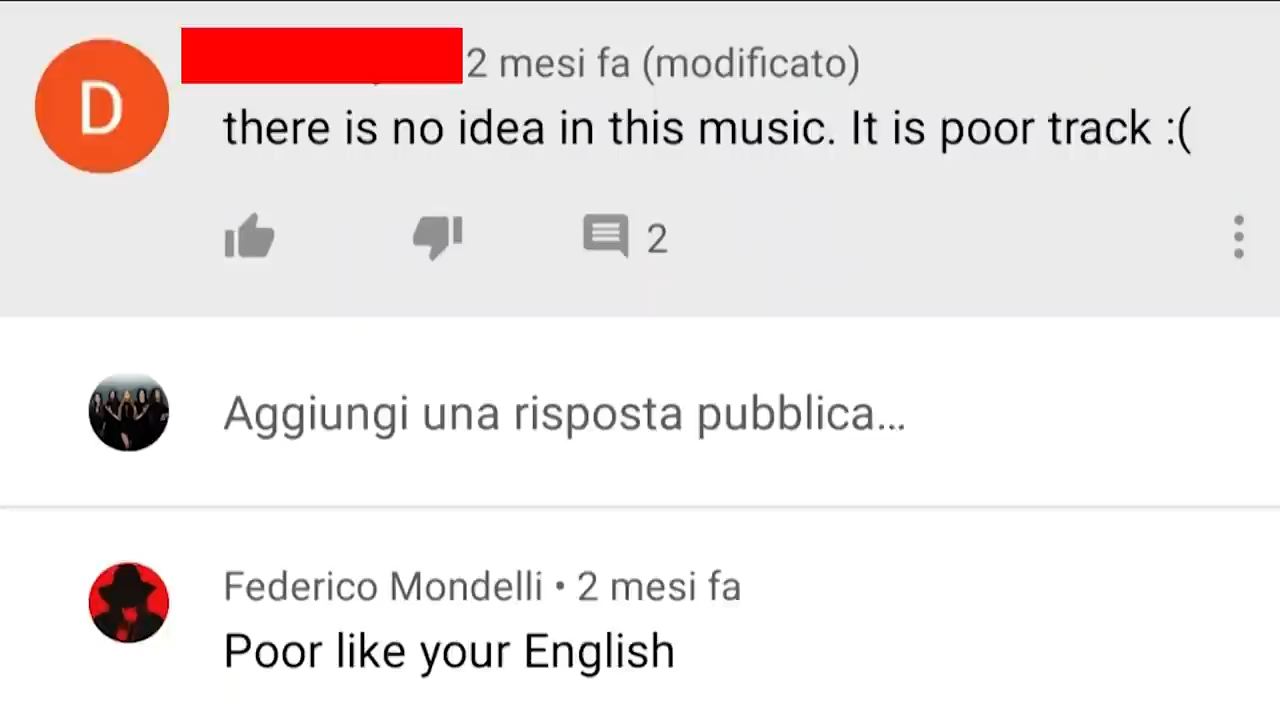 D
2 mesi fa (modificato)
there is no idea in this music. It is poor track :(
2
Aggiungi una risposta pubblica...
Federico Mondelli • 2 mesi fa
Poor like your English